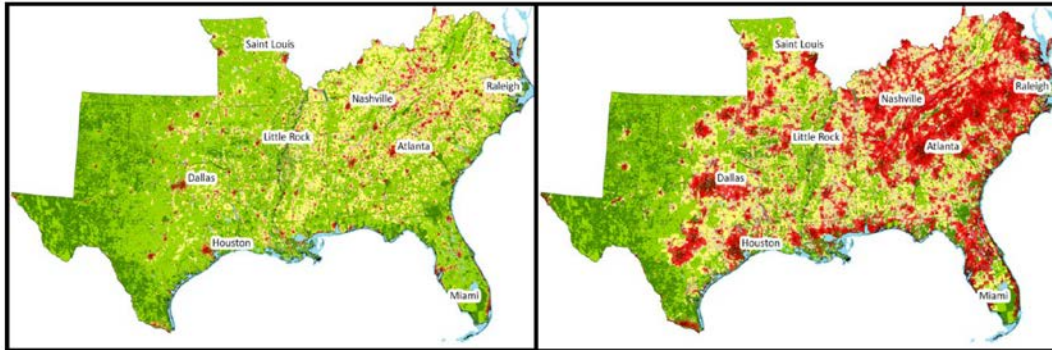 Saint Louis
Raleigh
Nashville
Little Rock
Atlanta
Dallas
Houston
Miami
Saint Louis
Raleigh
Nashville
Little Rock
Atlanta
Dallas
Houston
Miami